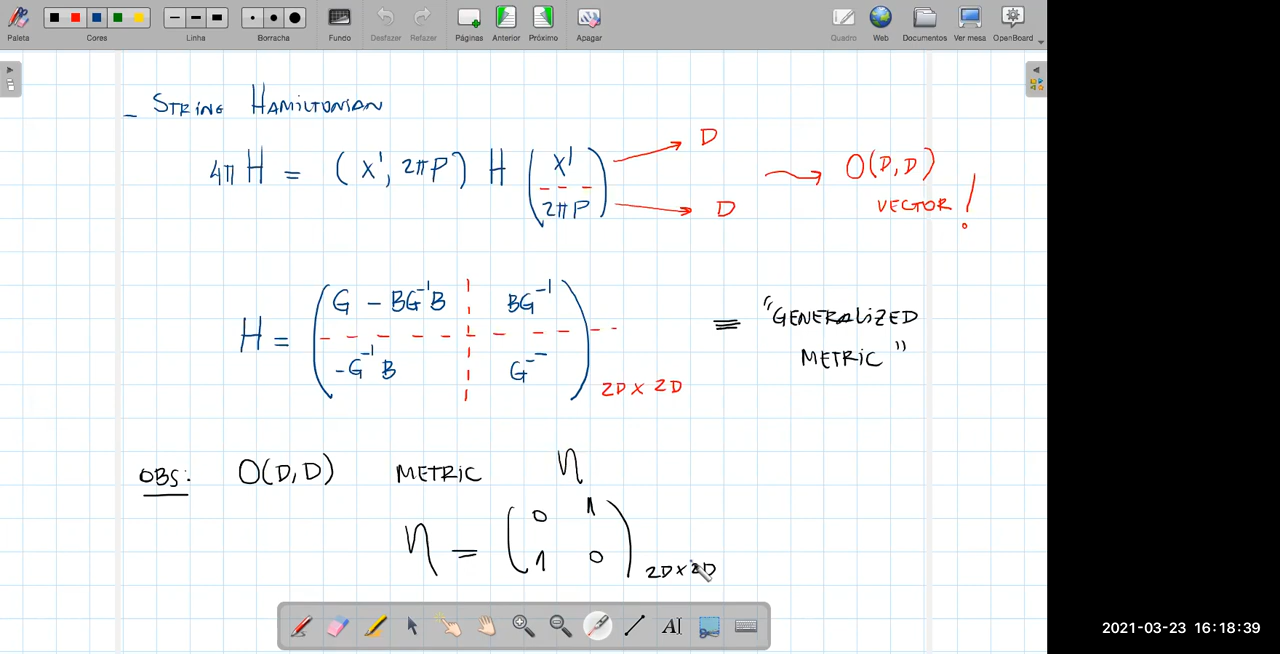 Paleta Cores Linha Borracha Fundo Desfazer Refazer Páginas Anterior Próximo Apagar Quadro Web Documentos Ver mesa OpenBoard
- STRING HAMILTONIAN
4π H = (X', 2πP) H (X' / 2πP) → D → D ⇝ O(D,D)
VECTOR!
H = (G - BG⁻¹B BG⁻¹
-G⁻¹B G⁻⁻) 2D × 2D
= "GENERALIZED
METRIC"
OBS: O(D,D) METRIC η
η = (0 1
1 0) 2D×2D
AI
2021-03-23 16:18:39